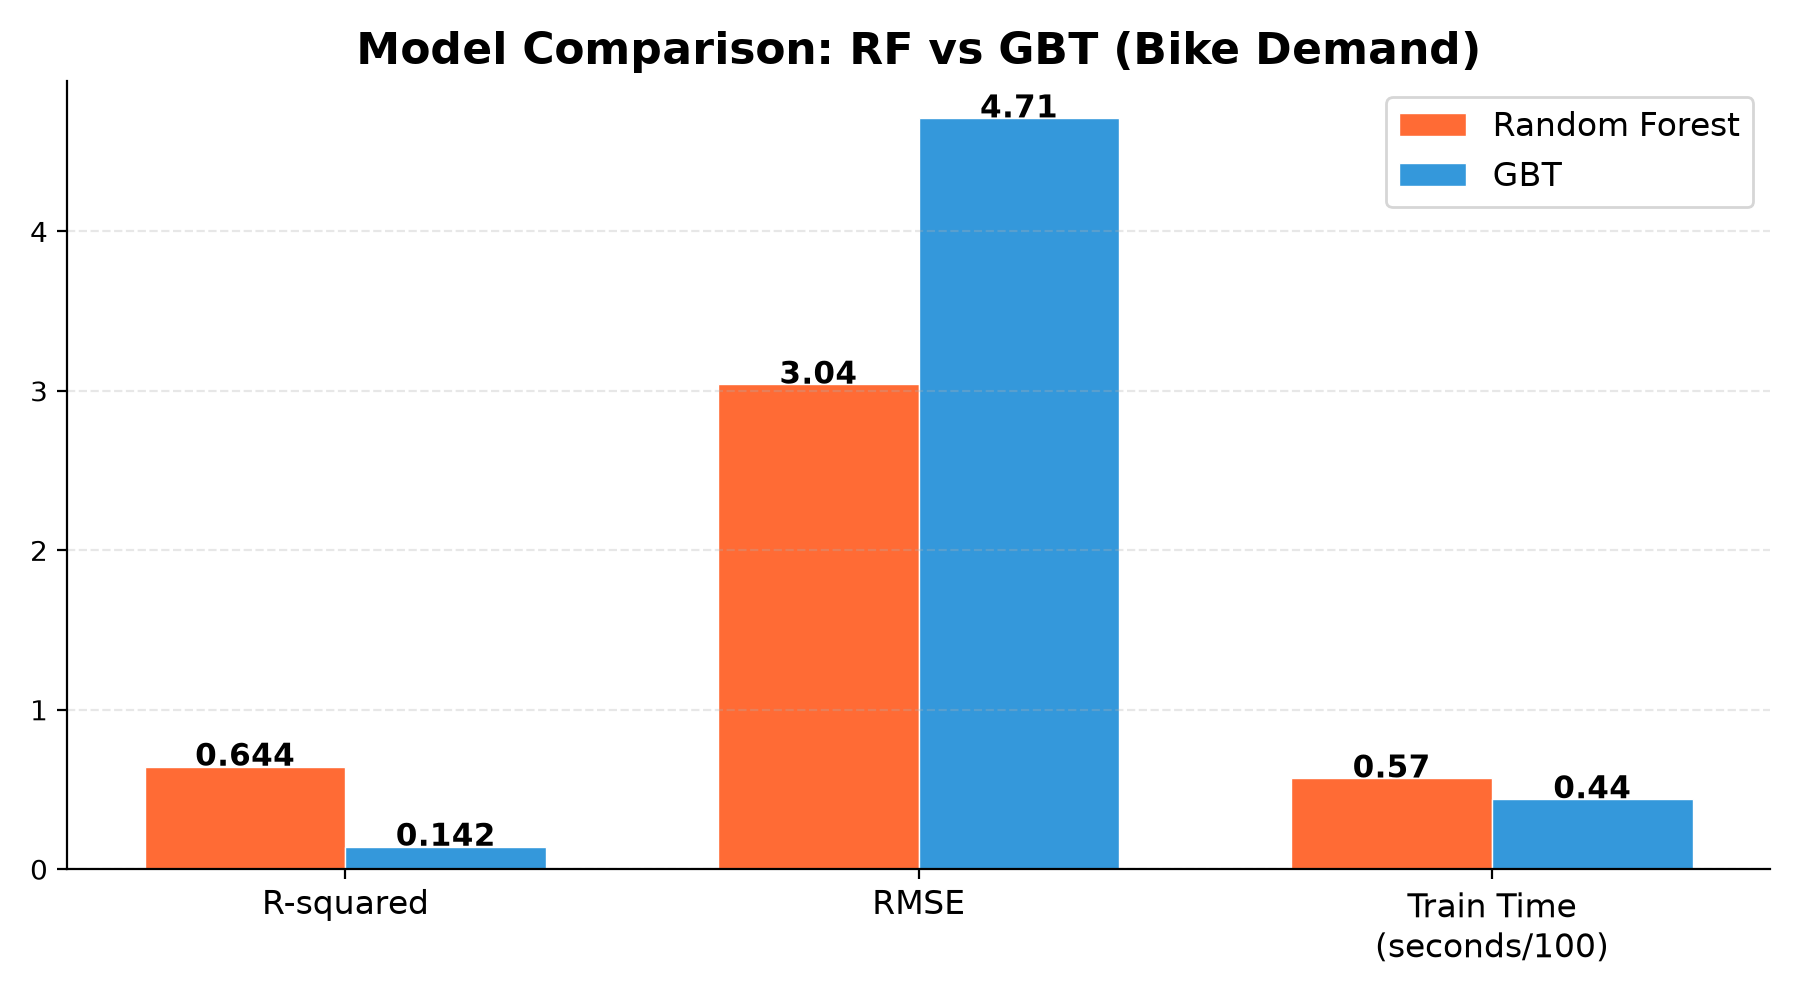 Model Comparison: RF vs GBT (Bike Demand)
4.71
Random Forest
GBT
4
3.04
3
2
1
0.644
0.142
0.57
0.44
0
R-squared
RMSE
Train Time
(seconds/100)